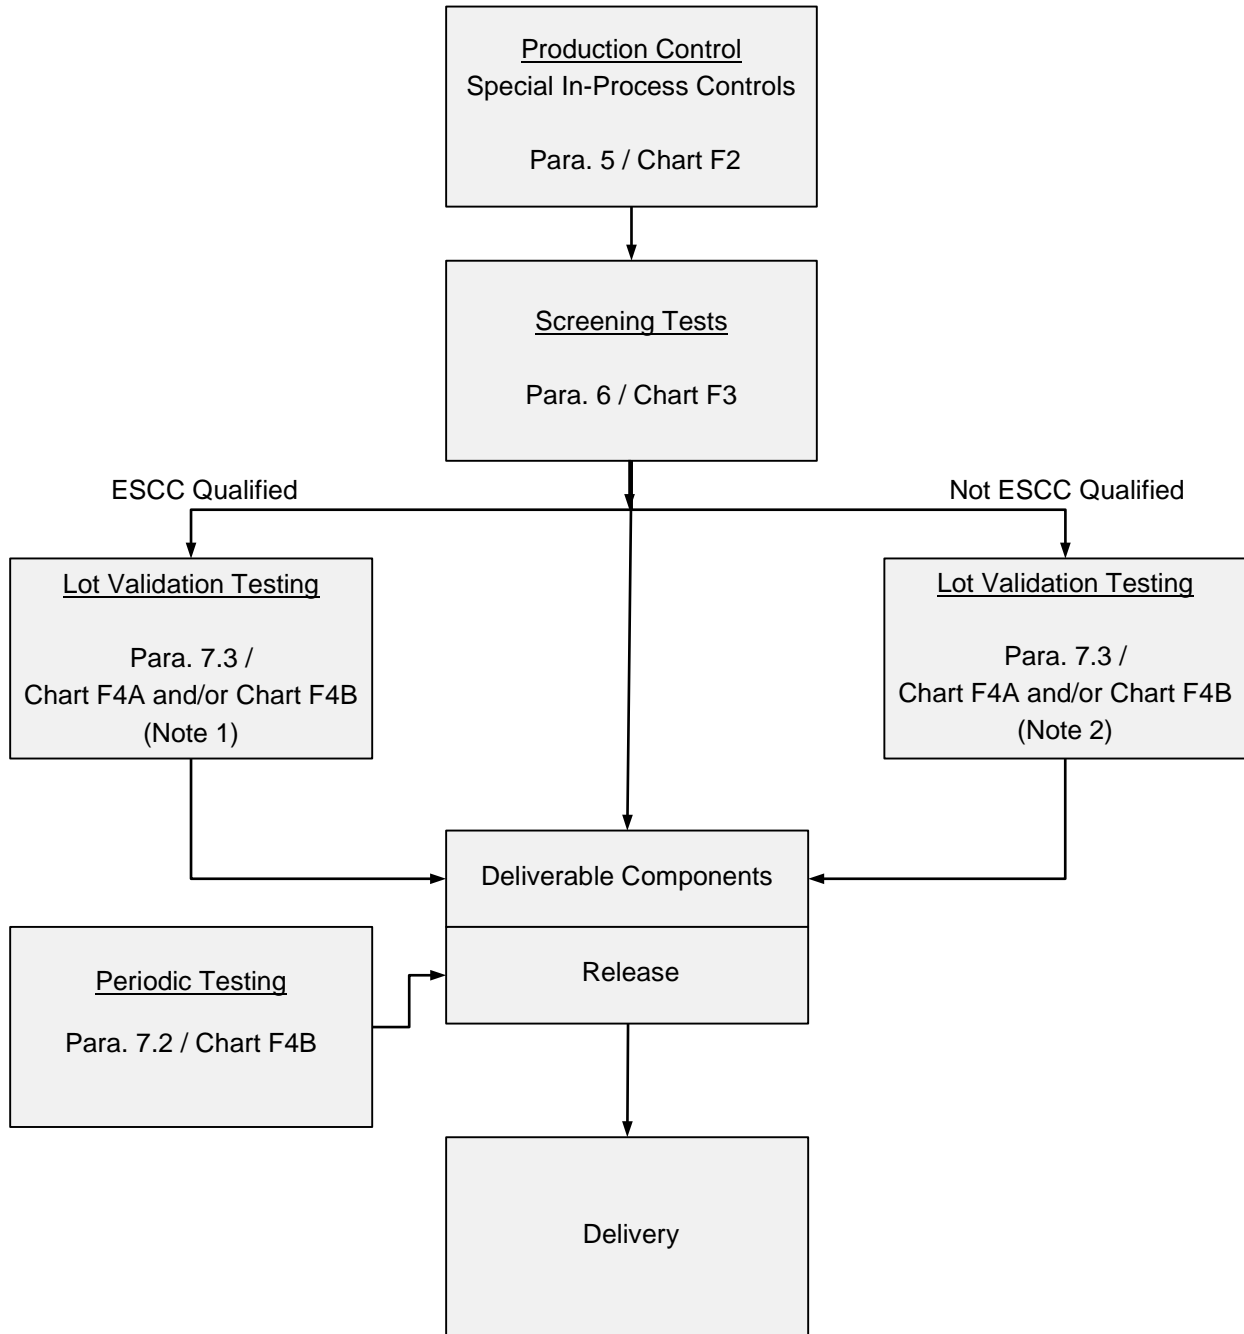 Production Control
Special In-Process Controls
Para. 5 / Chart F2
Screening Tests
Para. 6 / Chart F3
ESCC Qualified
Not ESCC Qualified
Lot Validation Testing
Para. 7.3 /
Chart F4A and/or Chart F4B
(Note 1)
Lot Validation Testing
Para. 7.3 /
Chart F4A and/or Chart F4B
(Note 2)
Deliverable Components
Release
Periodic Testing
Para. 7.2 / Chart F4B
Delivery